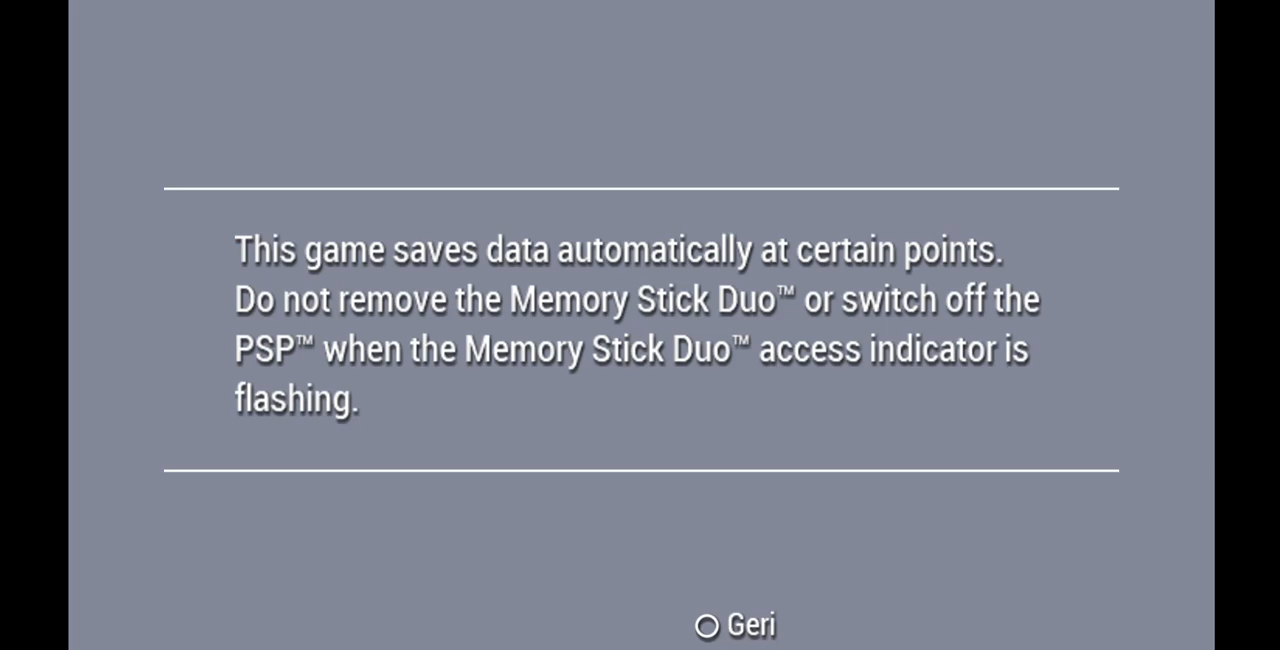 This game saves data automatically at certain points.
Do not remove the Memory Stick Duo™ or switch off the
PSP™ when the Memory Stick Duo™ access indicator is
flashing.
Geri